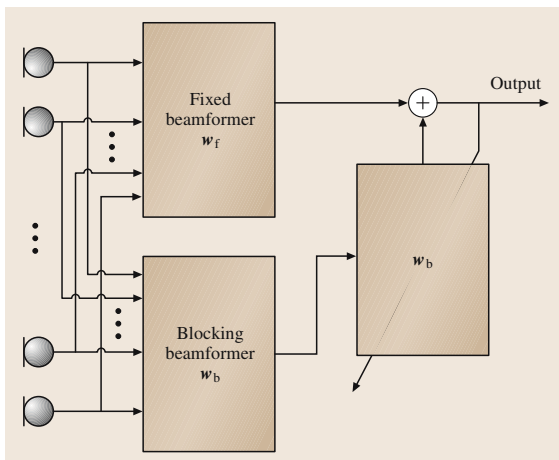 Fixed
beamformer
w_f
+
Output
w_b
Blocking
beamformer
w_b